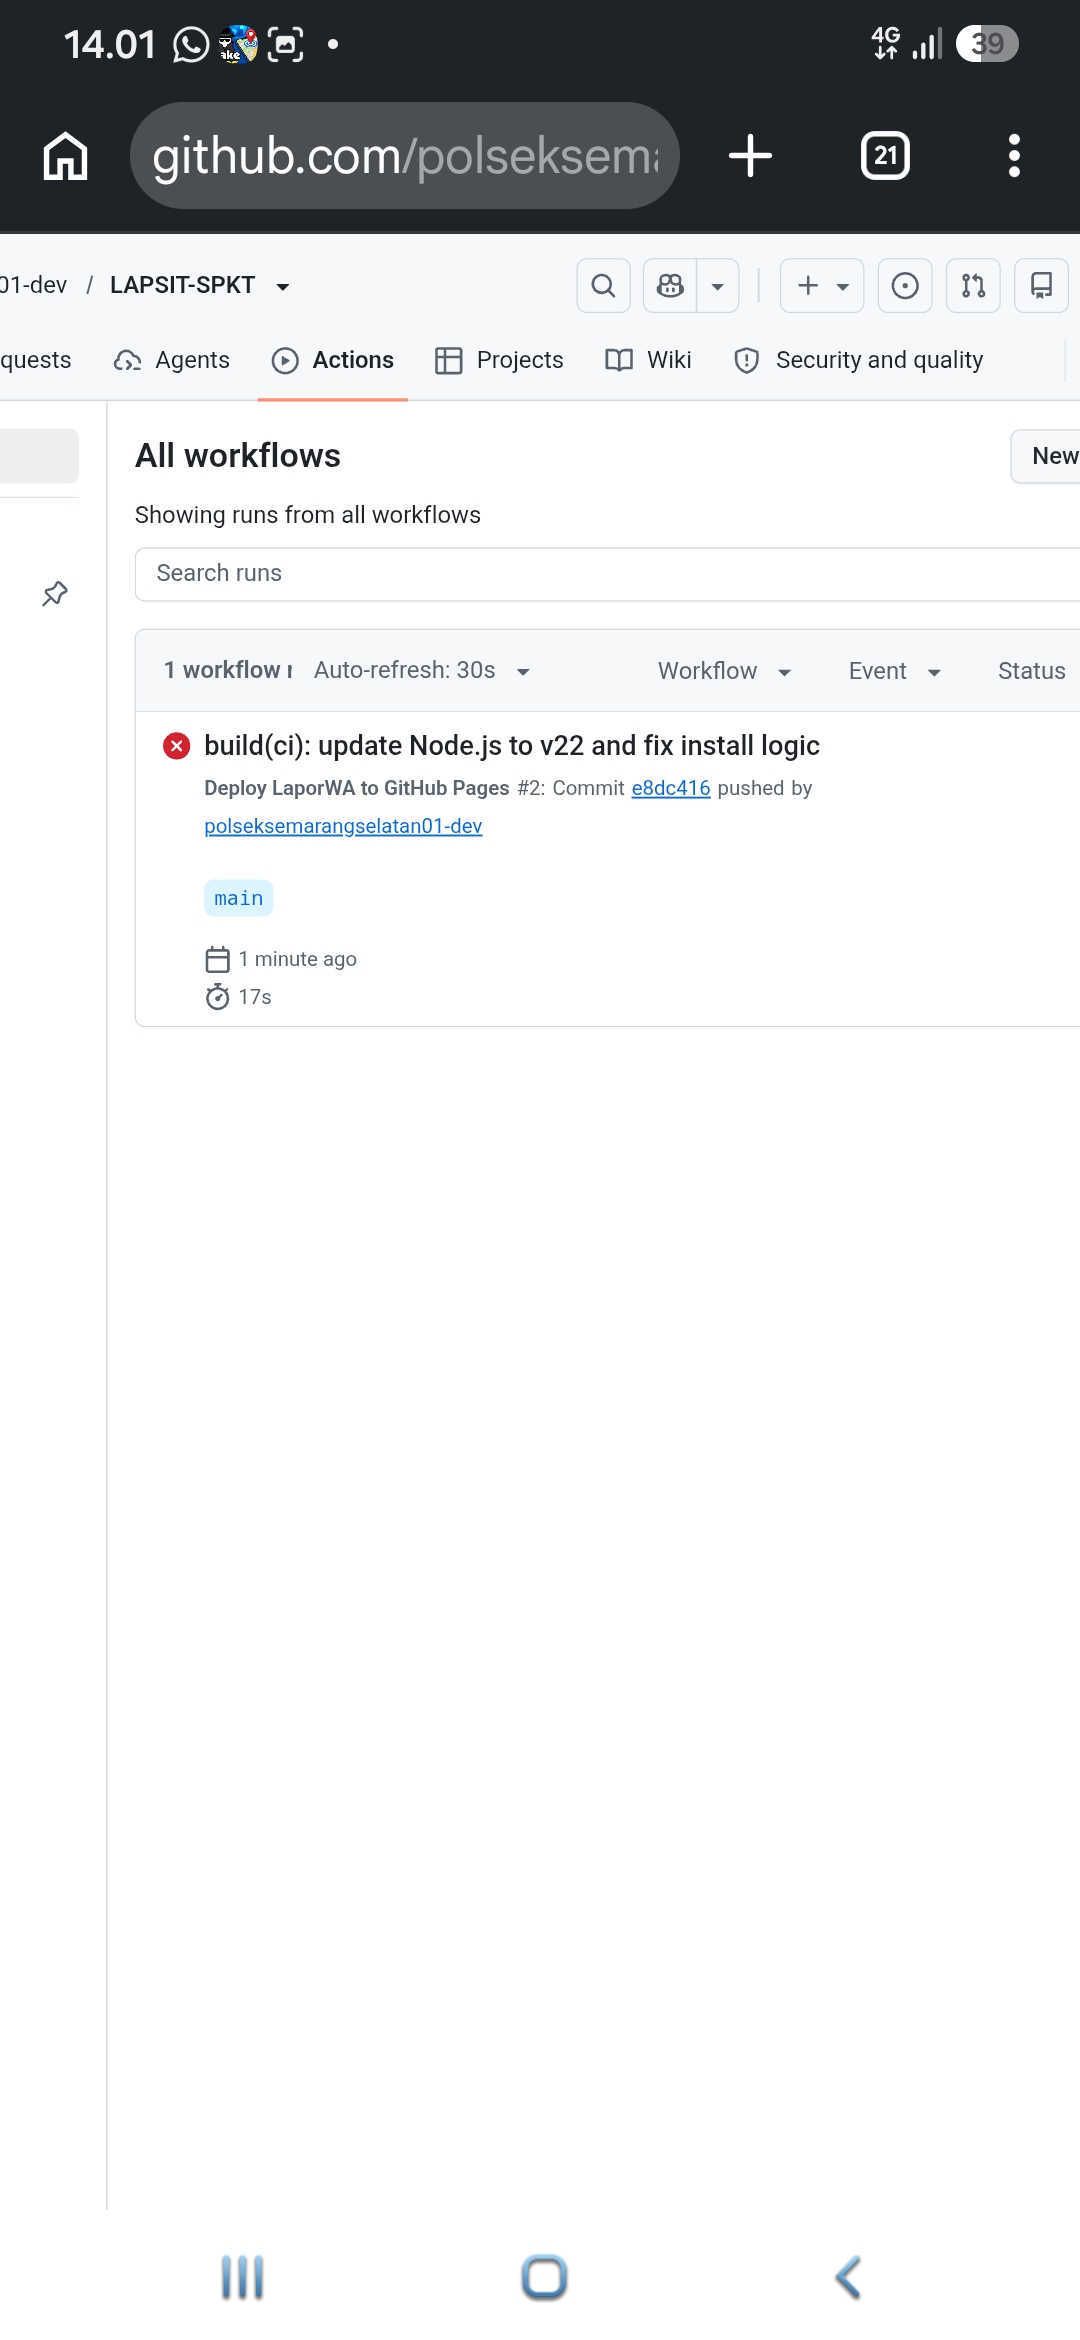 14.01
ake
4G
39
github.com/polseksema
21
01-dev / LAPSIT-SPKT
quests
Agents
Actions
Projects
Wiki
Security and quality
All workflows
New
Showing runs from all workflows
Search runs
1 workflow r
Auto-refresh: 30s
Workflow
Event
Status
build(ci): update Node.js to v22 and fix install logic
Deploy LaporWA to GitHub Pages #2: Commit e8dc416 pushed by
polseksemarangselatan01-dev
main
1 minute ago
17s